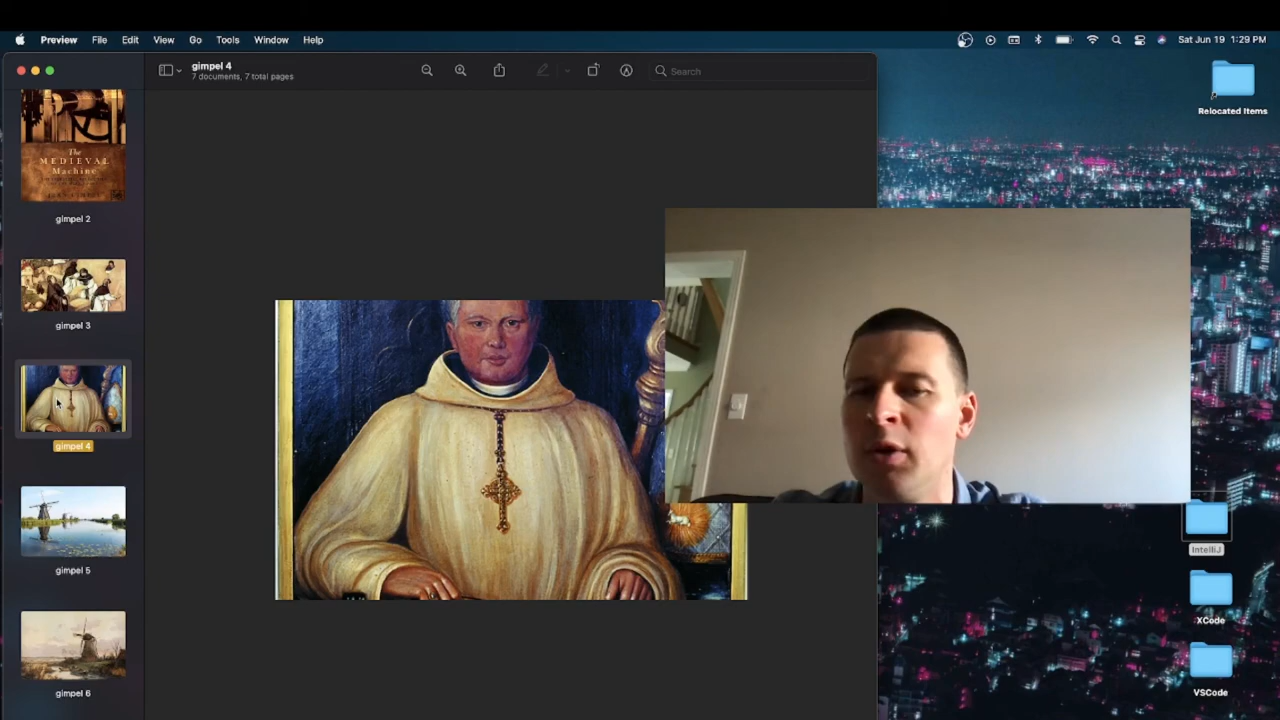 Preview File Edit View Go Tools Window Help
Sat Jun 19 1:29 PM
gimpel 4
7 documents, 7 total pages
Search
Relocated Items
The
MEDIEVAL
Machine
gimpel 2
gimpel 3
gimpel 4
gimpel 5
gimpel 6
IntelliJ
XCode
VSCode